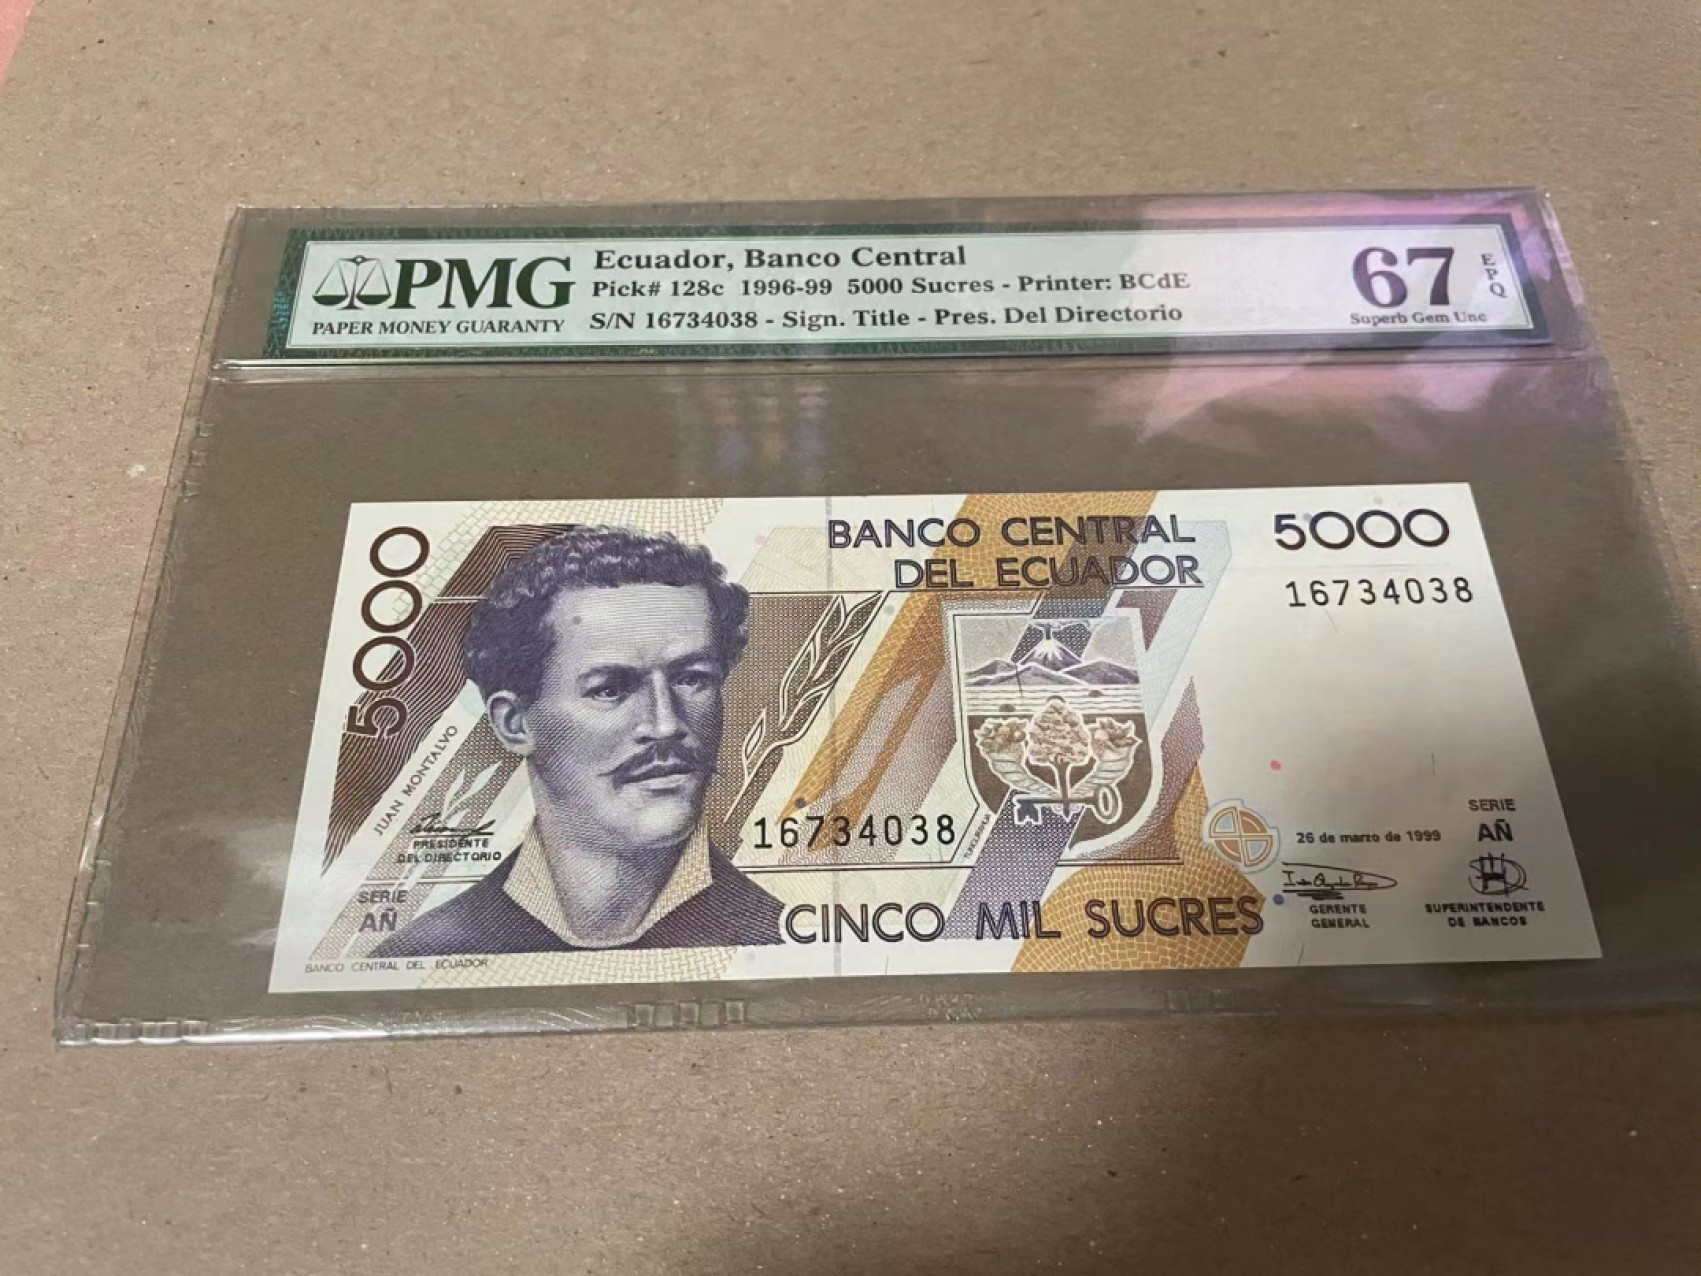 PMG
PAPER MONEY GUARANTY
Ecuador, Banco Central
Pick# 128c 1996-99 5000 Sucres - Printer: BCdE
S/N 16734038 - Sign. Title - Pres. Del Directorio
67
EPQ
Superb Gem Unc
5000
BANCO CENTRAL
DEL ECUADOR
5000
16734038
JUAN MONTALVO
PRESIDENTE
DEL DIRECTORIO
SERIE
AÑ
16734038
TUNGURAHUA
26 de marzo de 1999
SERIE
AÑ
GERENTE
GENERAL
SUPERINTENDENTE
DE BANCOS
CINCO MIL SUCRES
BANCO CENTRAL DEL ECUADOR